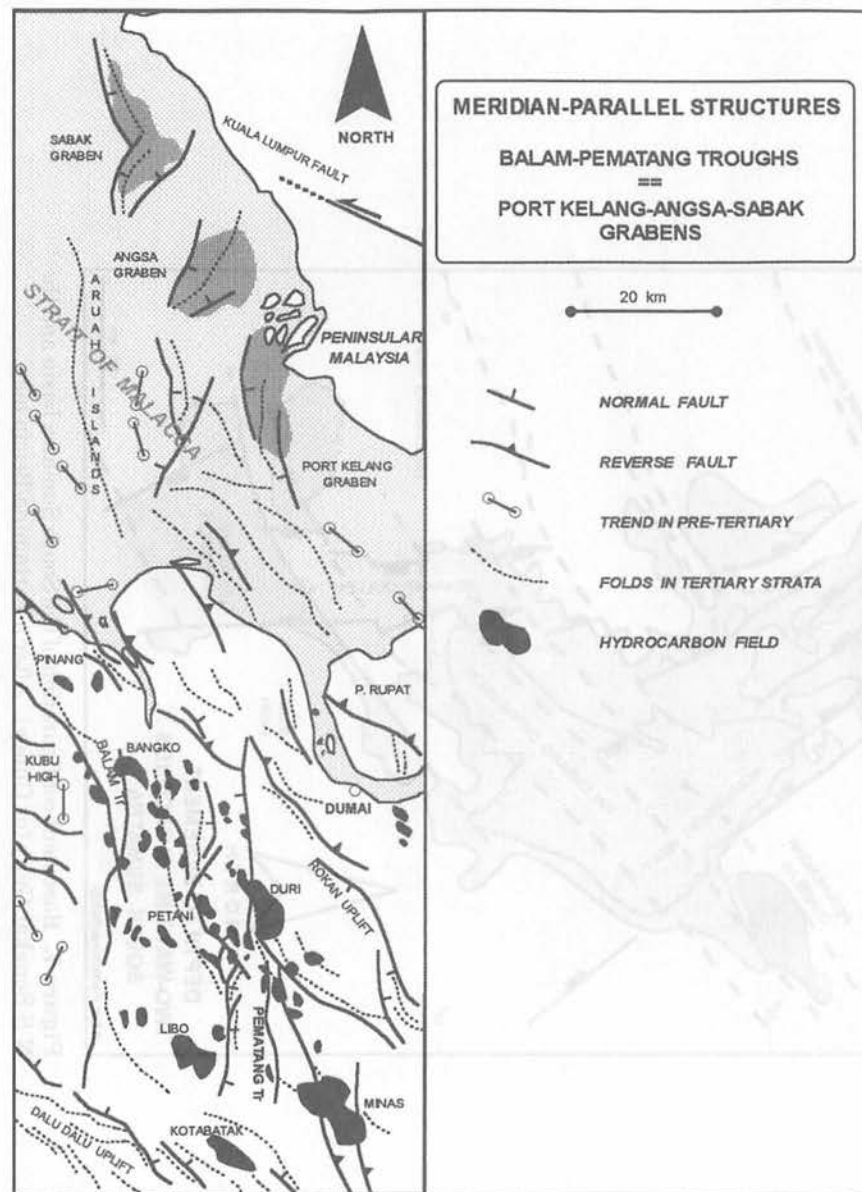 SABAK
GRABEN
NORTH
KUALA LUMPUR FAULT
ANGSA
GRABEN
ARUAH ISLANDS
STRAIT OF MALACCA
PENINSULAR
MALAYSIA
PORT KELANG
GRABEN
PINANG
P. RUPAT
KUBU
HIGH
BALAM Tr
BANGKO
DUMAI
ROKAN UPLIFT
DURI
PETANI
LIBO
PEMATANG Tr
MINAS
DALU DALU UPLIFT
KOTABATAK
MERIDIAN-PARALLEL STRUCTURES
BALAM-PEMATANG TROUGHS
==
PORT KELANG-ANGSA-SABAK
GRABENS
20 km
NORMAL FAULT
REVERSE FAULT
TREND IN PRE-TERTIARY
FOLDS IN TERTIARY STRATA
HYDROCARBON FIELD